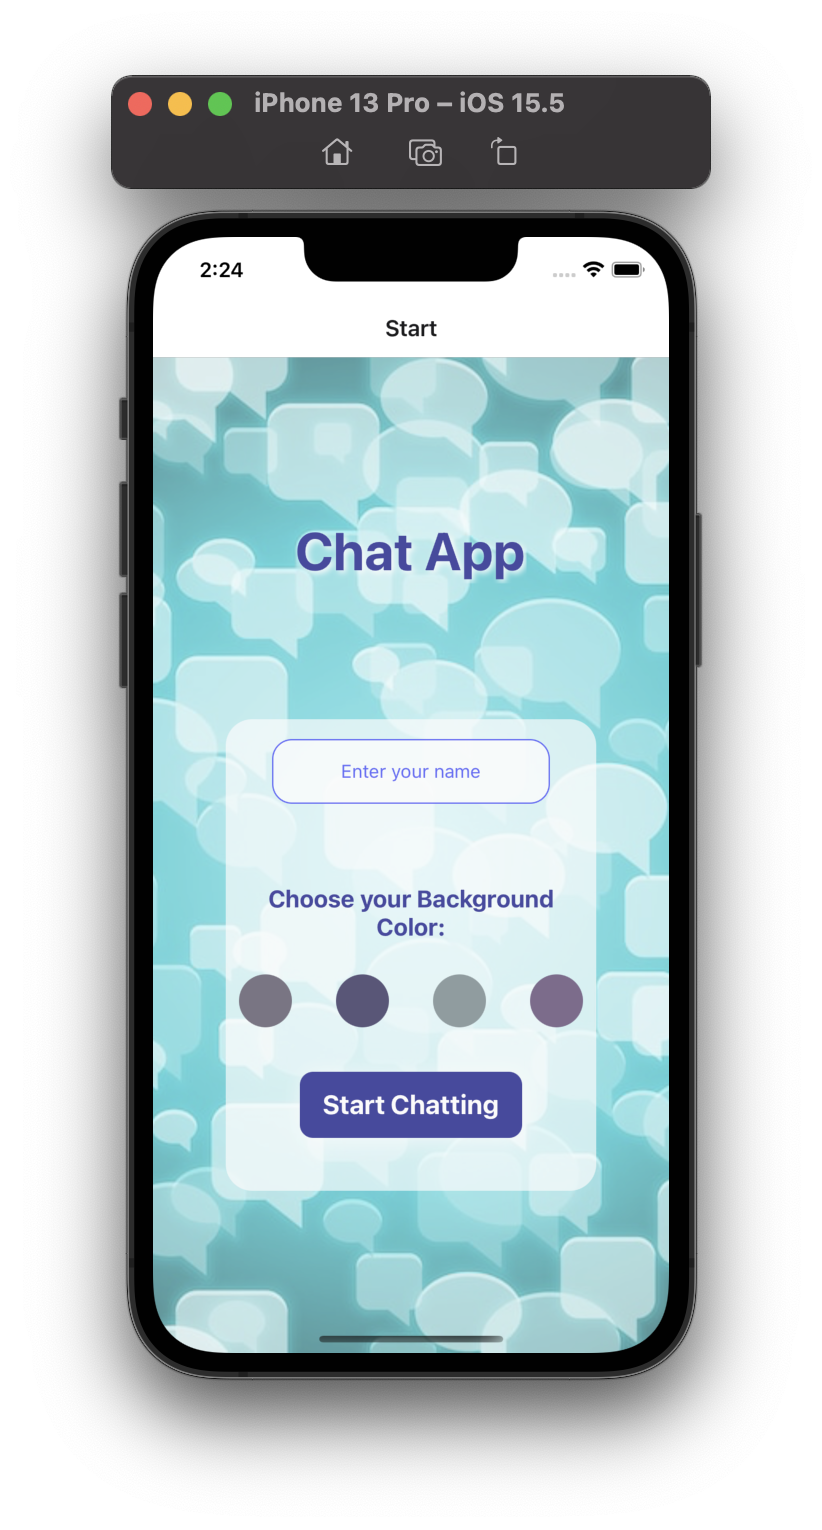 iPhone 13 Pro – iOS 15.5
2:24
Start
Chat App
Enter your name
Choose your Background
Color:
Start Chatting